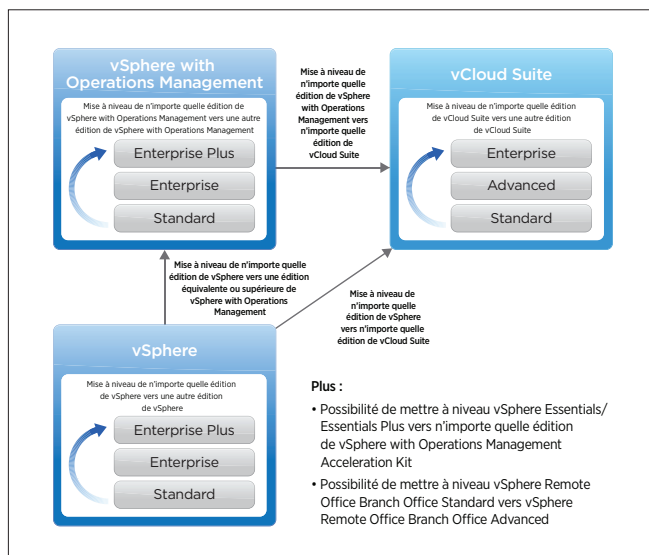 vSphere with
Operations Management
Mise à niveau de n'importe quelle édition de
vSphere with Operations Management vers une autre
édition de vSphere with Operations Management
Enterprise Plus
Enterprise
Standard
Mise à niveau de
n'importe quelle
édition de vSphere
with Operations
Management vers
n'importe quelle
édition de
vCloud Suite
vCloud Suite
Mise à niveau de n'importe quelle édition
de vCloud Suite vers une autre édition
de vCloud Suite
Enterprise
Advanced
Standard
Mise à niveau de n'importe quelle
édition de vSphere vers une édition
équivalente ou supérieure de
vSphere with Operations
Management
Mise à niveau de
n'importe quelle
édition de vSphere
vers n'importe quelle
édition de vCloud Suite
vSphere
Mise à niveau de n'importe quelle édition
de vSphere vers une autre édition
de vSphere
Enterprise Plus
Enterprise
Standard
Plus :
• Possibilité de mettre à niveau vSphere Essentials/
Essentials Plus vers n'importe quelle édition
de vSphere with Operations Management
Acceleration Kit
• Possibilité de mettre à niveau vSphere Remote
Office Branch Office Standard vers vSphere
Remote Office Branch Office Advanced